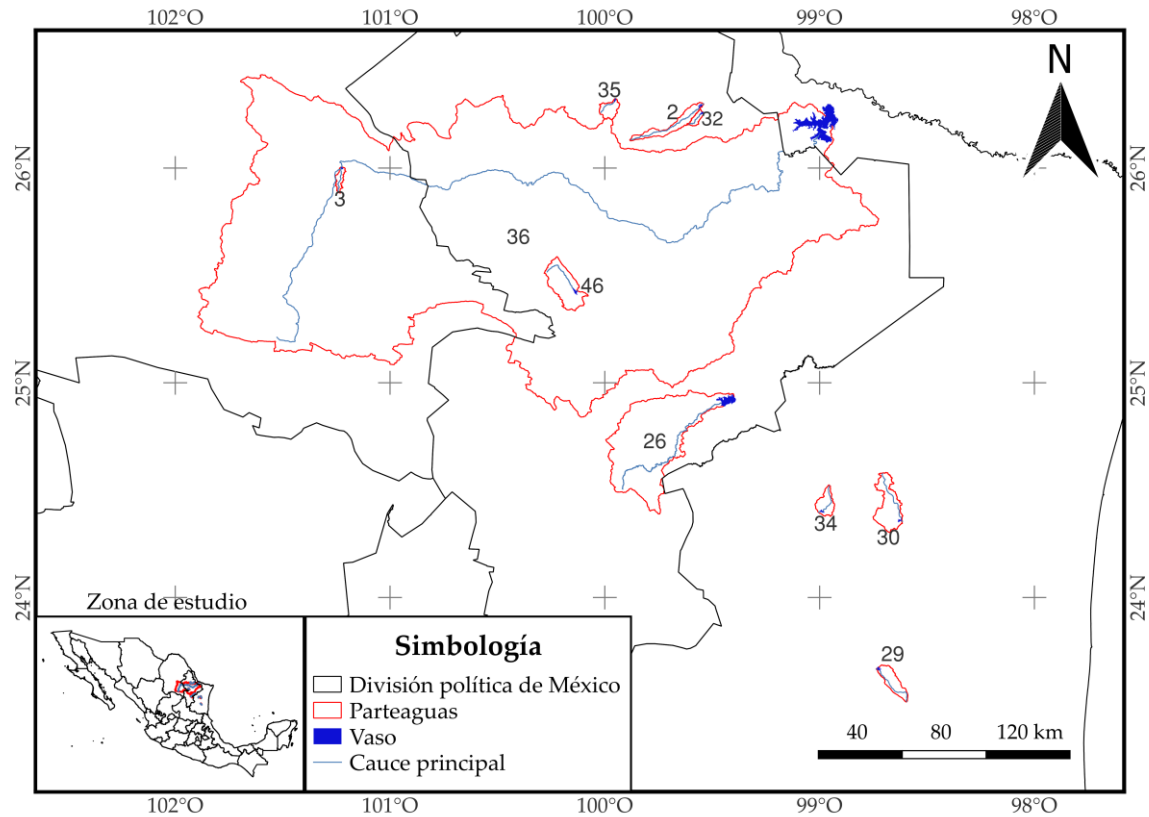 102°O 101°O 100°O 99°O 98°O
N
35
2
32
26°N 26°N
3
36
46
25°N 25°N
26
34
30
24°N 24°N
Zona de estudio
29
Simbología
División política de México
Parteaguas
Vaso
Cauce principal
40 80 120 km
102°O 101°O 100°O 99°O 98°O